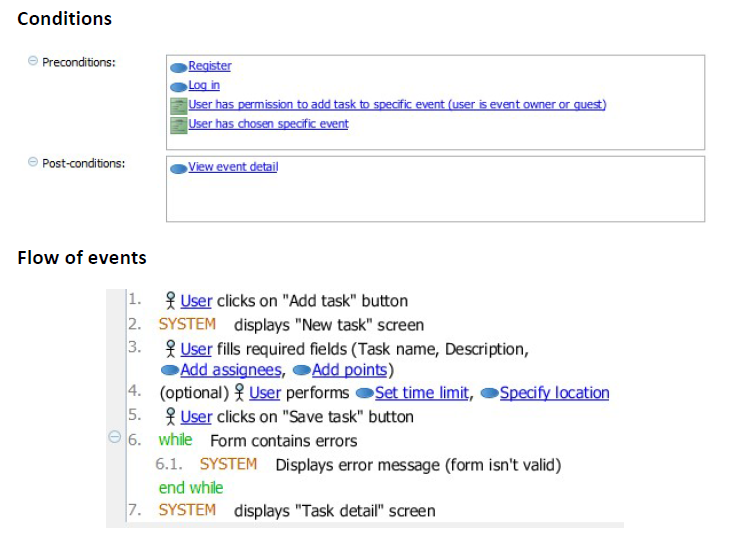 Conditions
Preconditions:
Register
Log in
User has permission to add task to specific event (user is event owner or guest)
User has chosen specific event
Post-conditions:
View event detail
Flow of events
1. User clicks on "Add task" button
2. SYSTEM displays "New task" screen
3. User fills required fields (Task name, Description,
Add assignees, Add points)
4. (optional) User performs Set time limit, Specify location
5. User clicks on "Save task" button
6. while Form contains errors
6.1. SYSTEM Displays error message (form isn't valid)
end while
7. SYSTEM displays "Task detail" screen